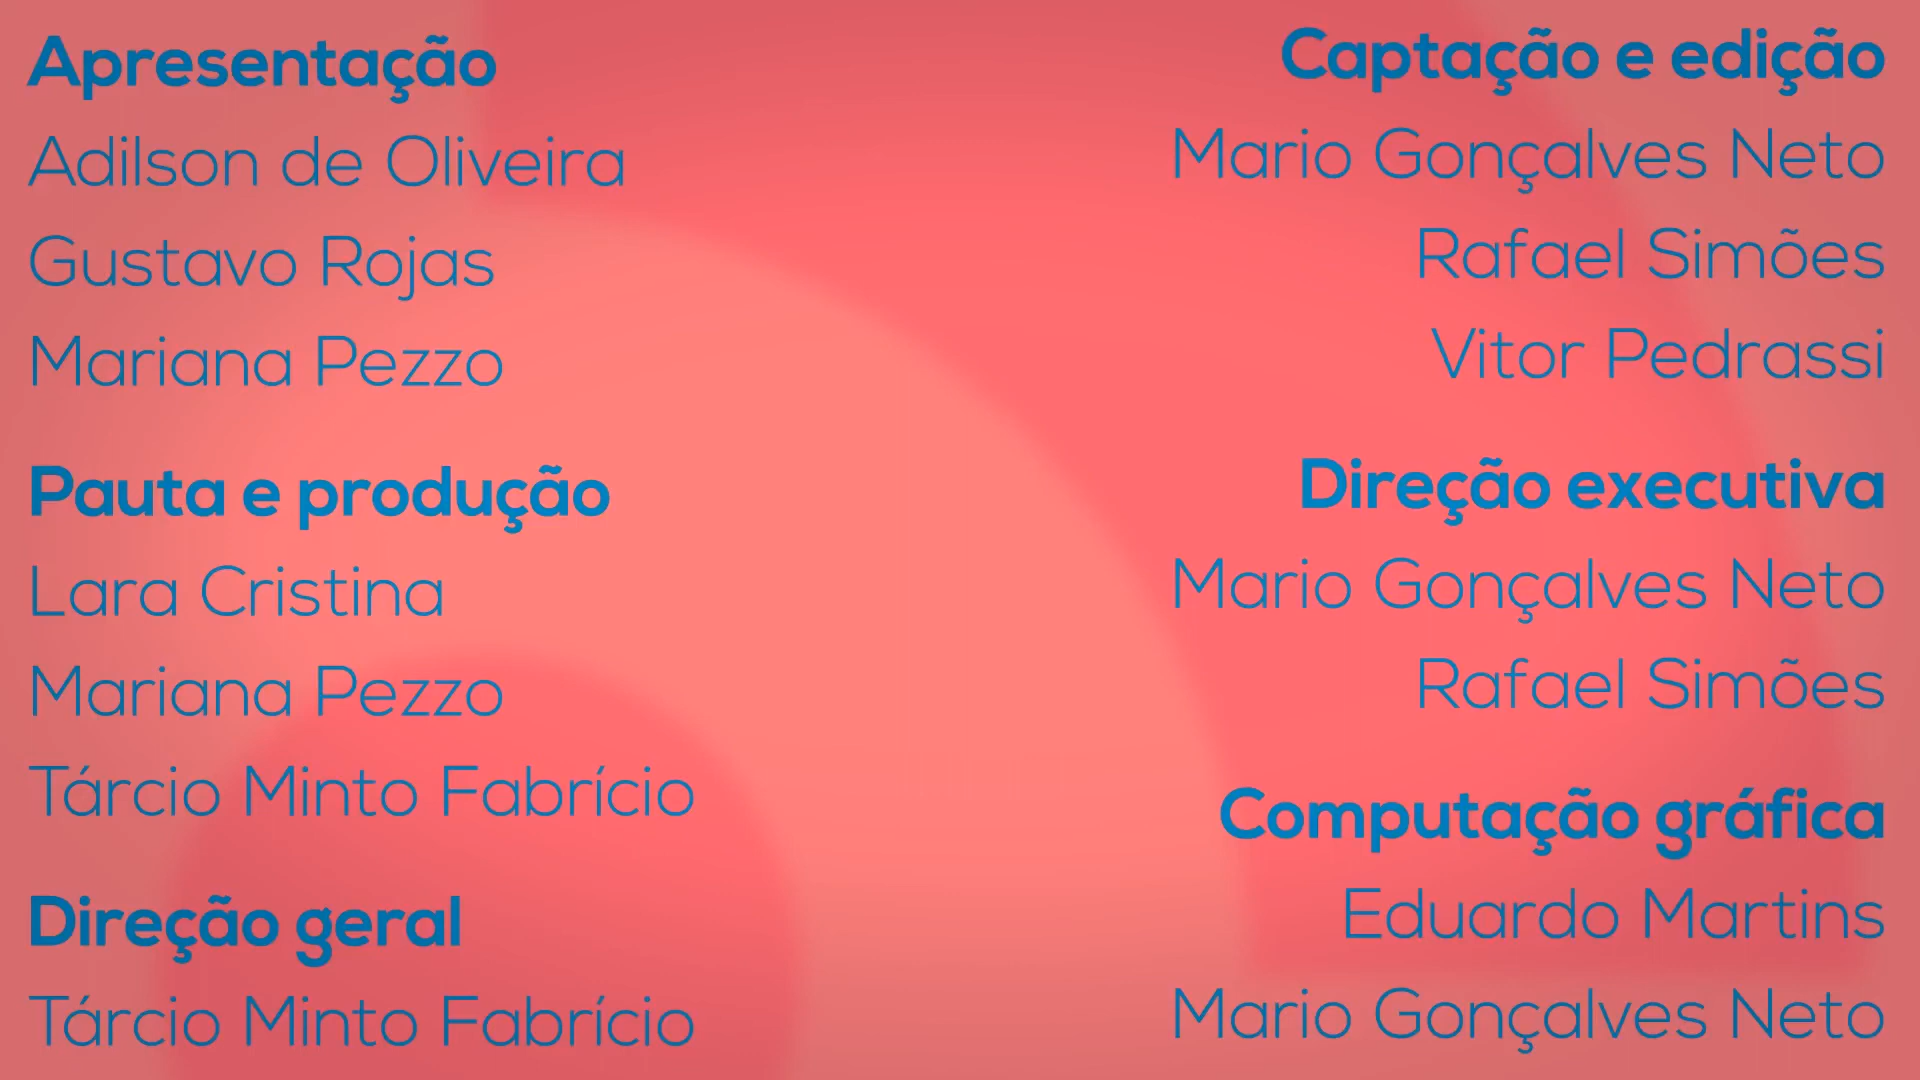 Apresentação
Adilson de Oliveira
Gustavo Rojas
Mariana Pezzo
Pauta e produção
Lara Cristina
Mariana Pezzo
Tárcio Minto Fabrício
Direção geral
Tárcio Minto Fabrício
Captação e edição
Mario Gonçalves Neto
Rafael Simões
Vitor Pedrassi
Direção executiva
Mario Gonçalves Neto
Rafael Simões
Computação gráfica
Eduardo Martins
Mario Gonçalves Neto